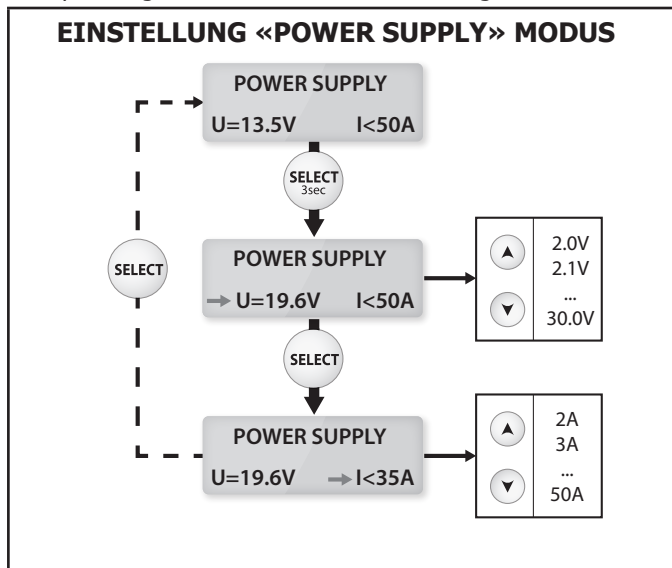 EINSTELLUNG «POWER SUPPLY» MODUS
POWER SUPPLY
U=13.5V I<50A
SELECT
3sec
POWER SUPPLY
U=19.6V I<50A
2.0V
2.1V
...
30.0V
SELECT
SELECT
POWER SUPPLY
U=19.6V I<35A
2A
3A
...
50A